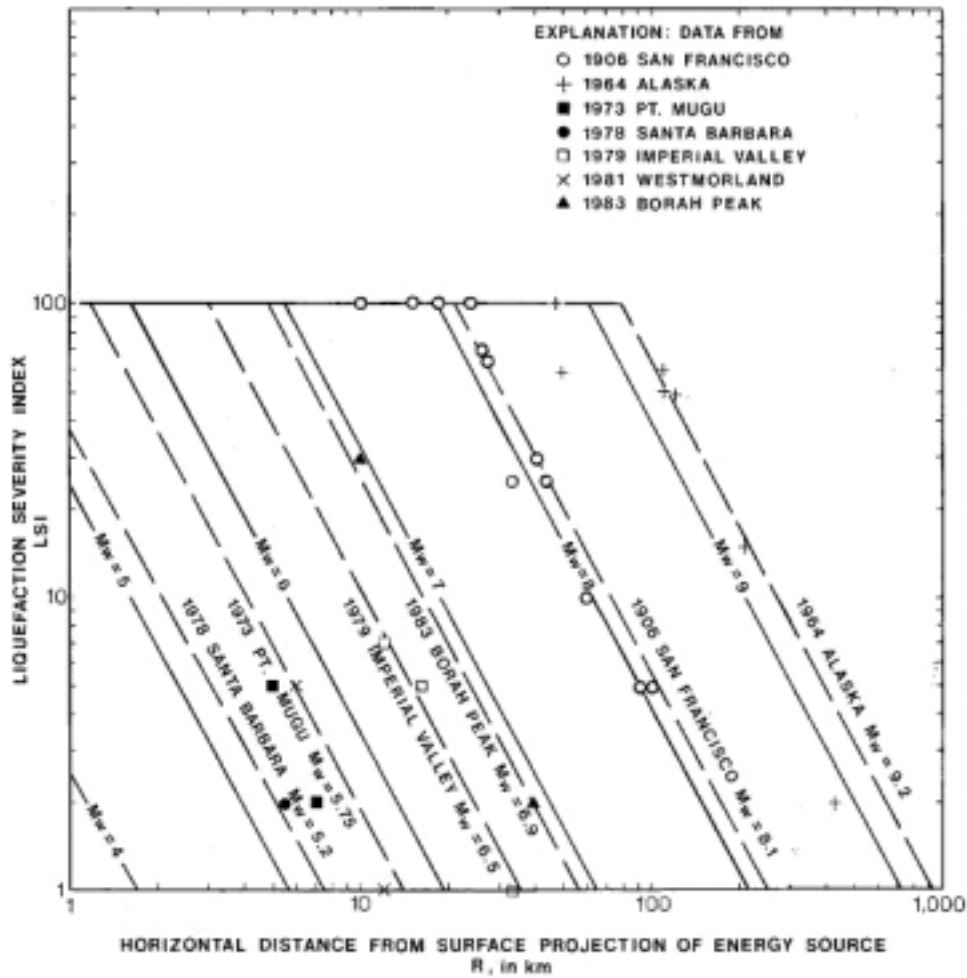 EXPLANATION: DATA FROM
1906 SAN FRANCISCO
1964 ALASKA
1973 PT. MUGU
1978 SANTA BARBARA
1979 IMPERIAL VALLEY
1981 WESTMORLAND
1983 BORAH PEAK
LIQUEFACTION SEVERITY INDEX
LSI
100
10
1
Mw = 4
Mw = 5
1978 SANTA BARBARA Mw = 5.2
1973 PT. MUGU Mw = 5.75
Mw = 6
1979 IMPERIAL VALLEY Mw = 6.5
1983 BORAH PEAK Mw = 6.9
Mw = 7
Mw = 8
1906 SAN FRANCISCO Mw = 8.1
Mw = 9
1964 ALASKA Mw = 9.2
1 10 100 1,000
HORIZONTAL DISTANCE FROM SURFACE PROJECTION OF ENERGY SOURCE
R, in km